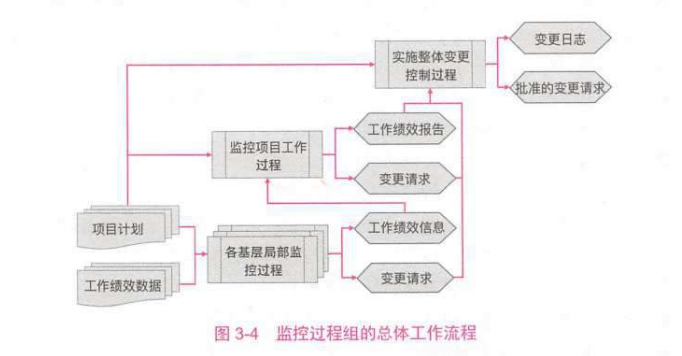 实施整体变更
控制过程
变更日志
批准的变更请求
监控项目工作
过程
工作绩效报告
变更请求
项目计划
工作绩效数据
各基层局部监
控过程
工作绩效信息
变更请求
图 3-4 监控过程组的总体工作流程